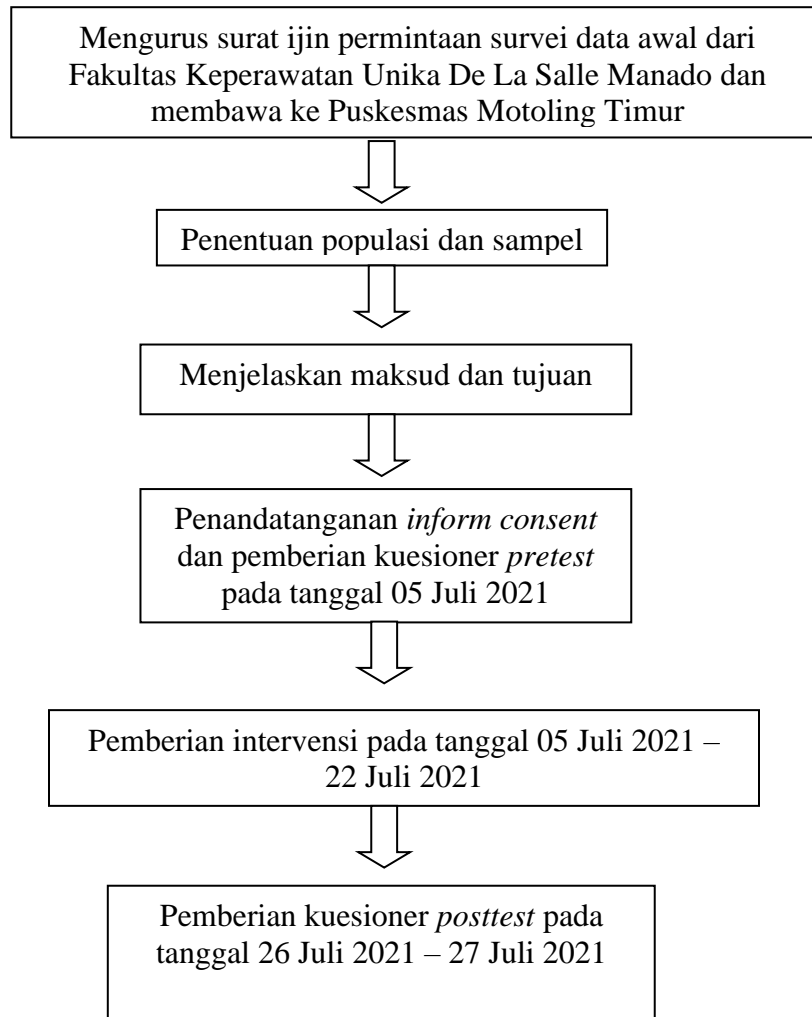 Mengurus surat ijin permintaan survei data awal dari
Fakultas Keperawatan Unika De La Salle Manado dan
membawa ke Puskesmas Motoling Timur
Penentuan populasi dan sampel
Menjelaskan maksud dan tujuan
Penandatanganan inform consent
dan pemberian kuesioner pretest
pada tanggal 05 Juli 2021
Pemberian intervensi pada tanggal 05 Juli 2021 –
22 Juli 2021
Pemberian kuesioner posttest pada
tanggal 26 Juli 2021 – 27 Juli 2021